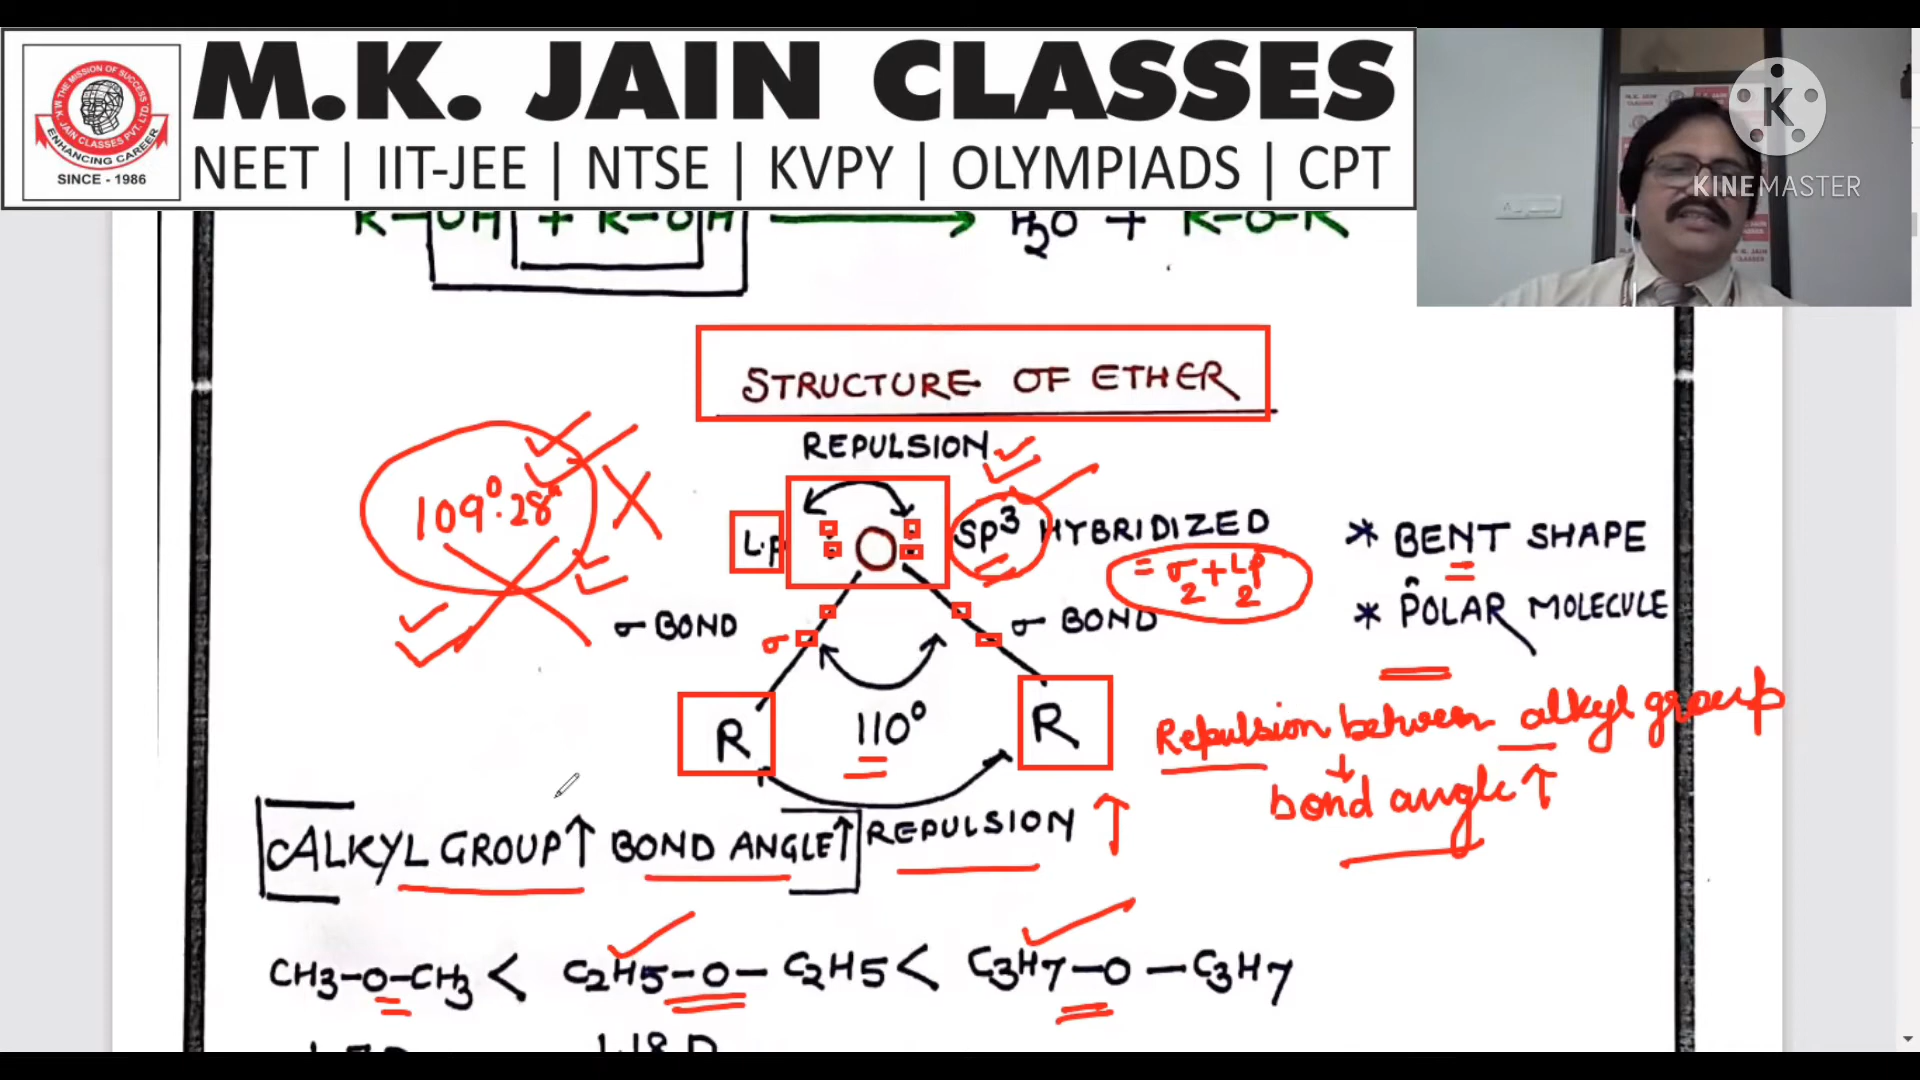 M.K. JAIN CLASSES
NEET | IIT-JEE | NTSE | KVPY | OLYMPIADS | CPT
M K THE MISSION OF SUCCESS
K. JAIN CLASSES PVT. LTD.
ENHANCING CAREER
SINCE - 1986
K
KINEMASTER
R-OH + R-OH → H2O + R-O-R
STRUCTURE OF ETHER
REPULSION
109°.28"
L.P
O
SP3 HYBRIDIZED
= σ + LP
2 2
* BENT SHAPE
* POLAR MOLECULE
σ BOND
σ
σ BOND
R
110°
R
Repulsion between alkyl group
↓
bond angle ↑
ALKYL GROUP↑ BOND ANGLE↑ REPULSION ↑
CH3-O-CH3 < C2H5-O-C2H5 < C3H7-O-C3H7